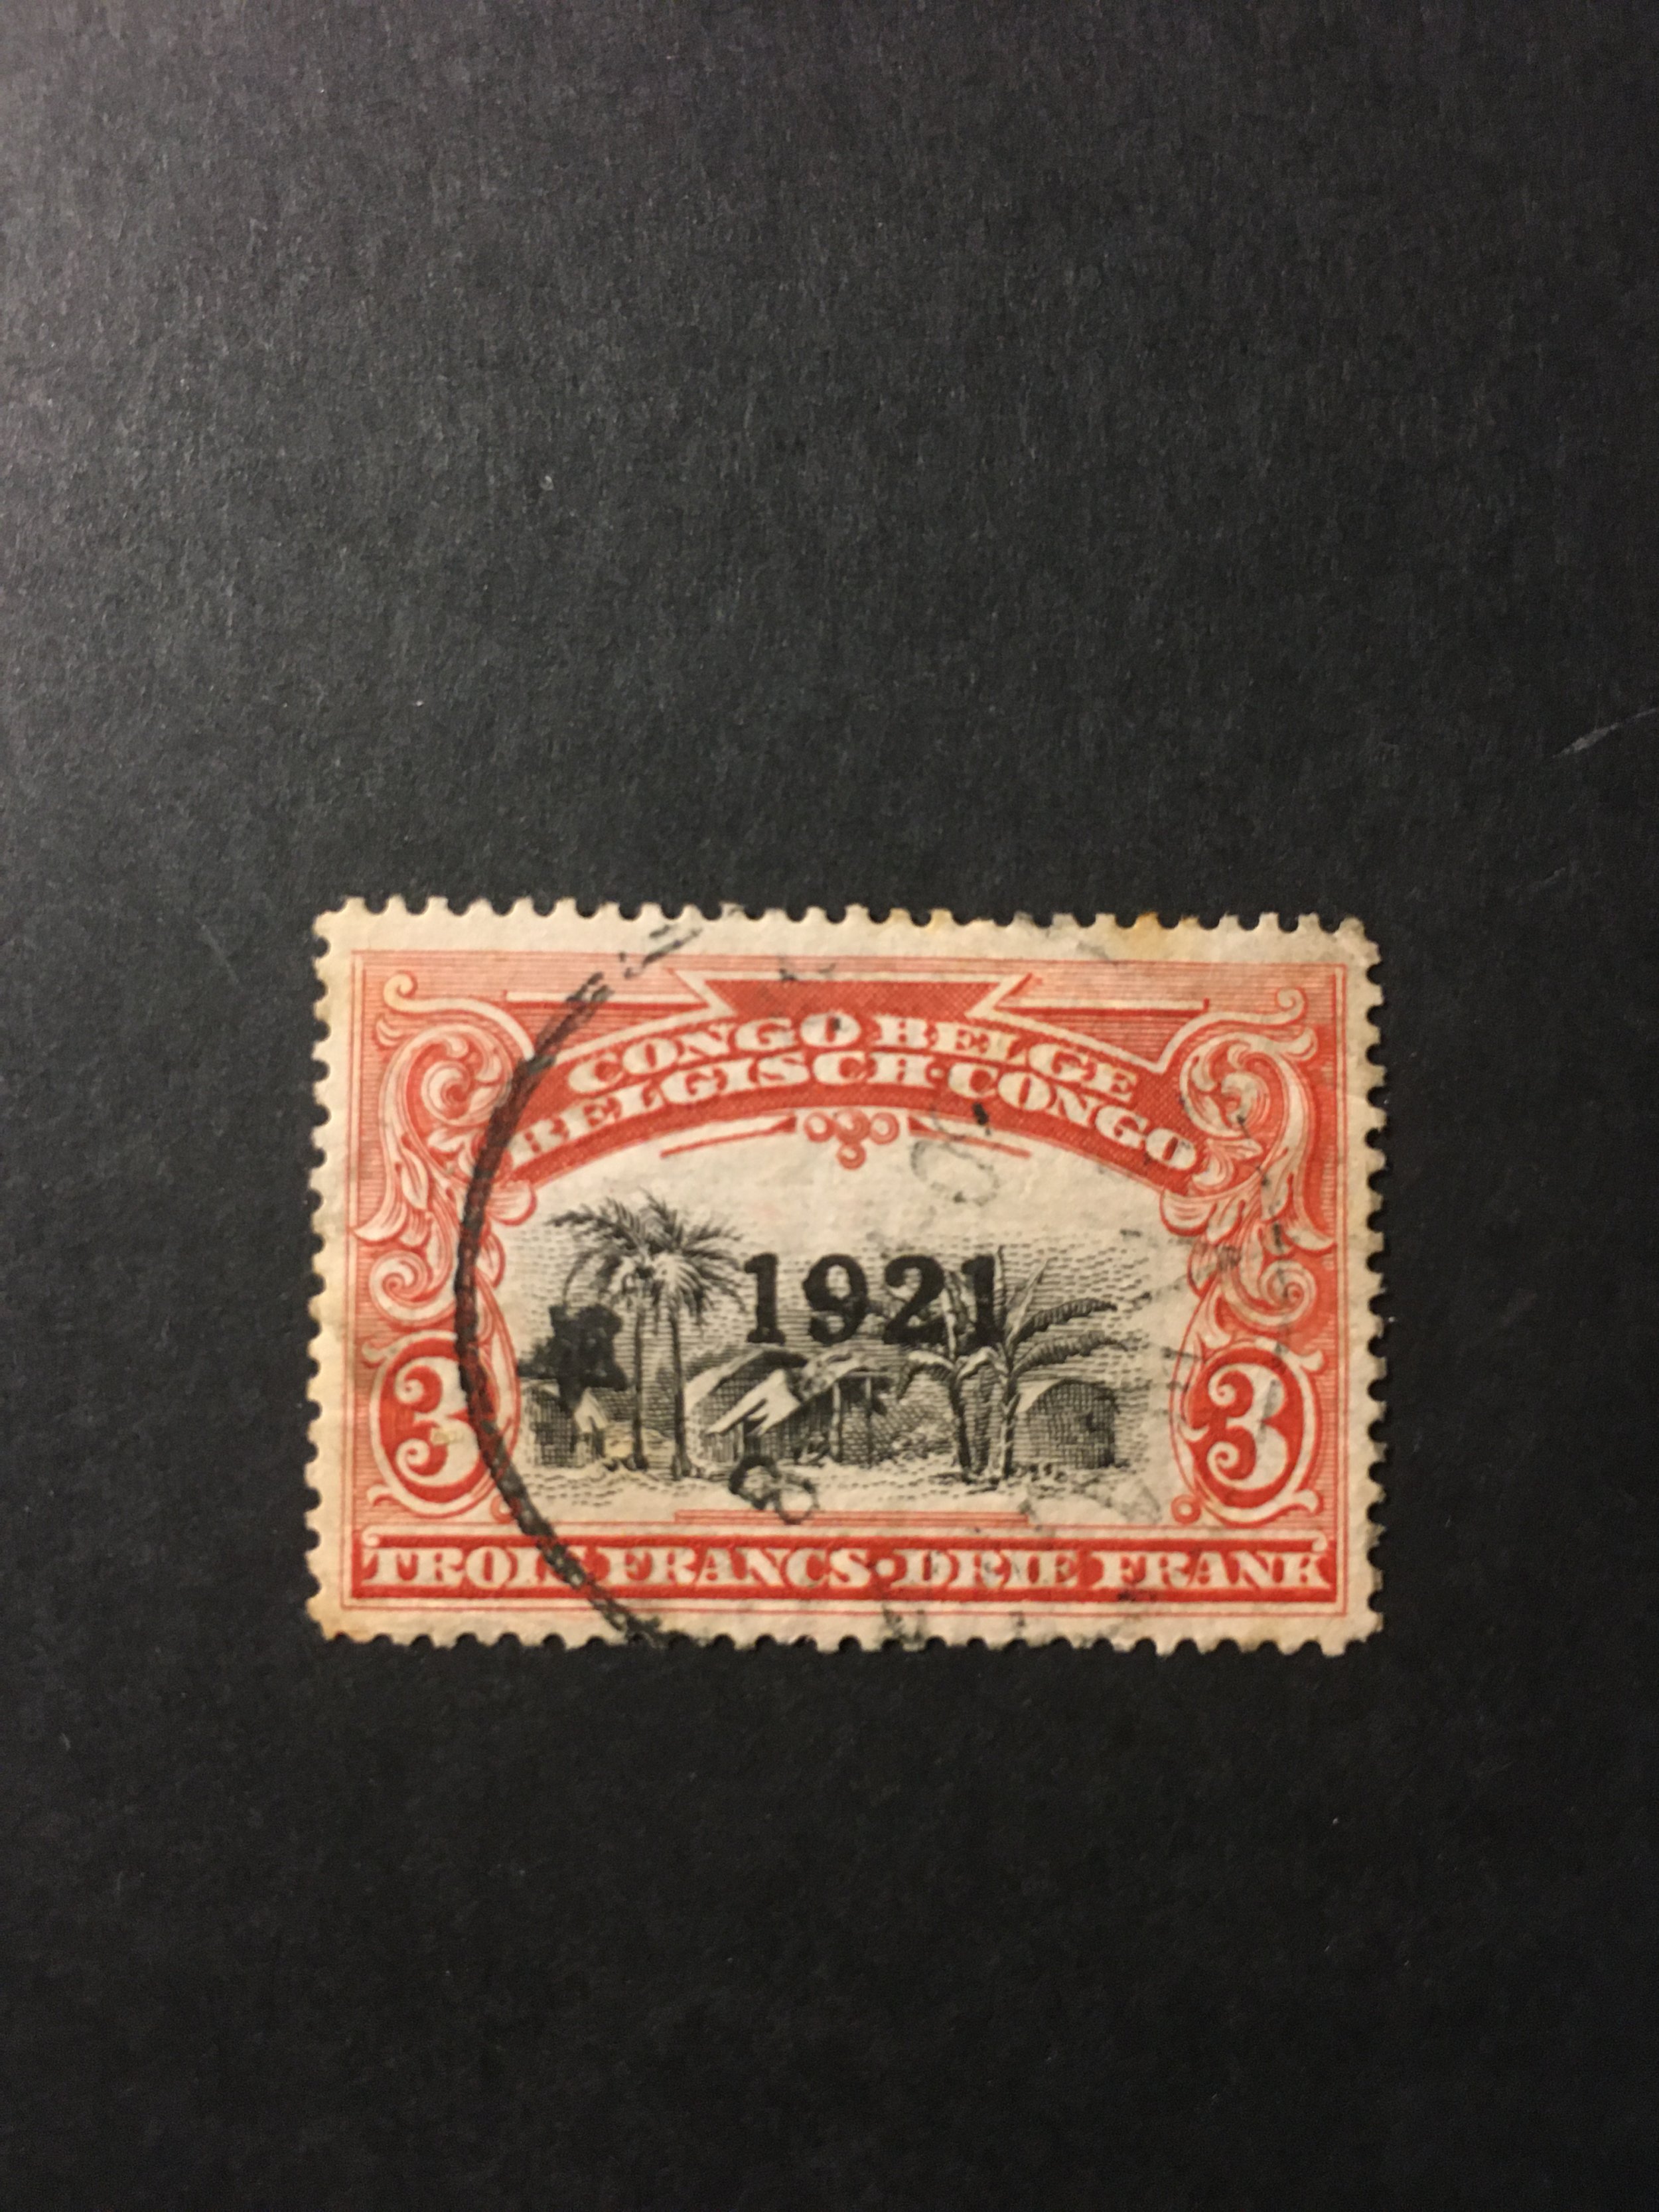 CONGO BELGE
BELGISCH-CONGO
1921
3 3
TROIS FRANCS·DRIE FRANK